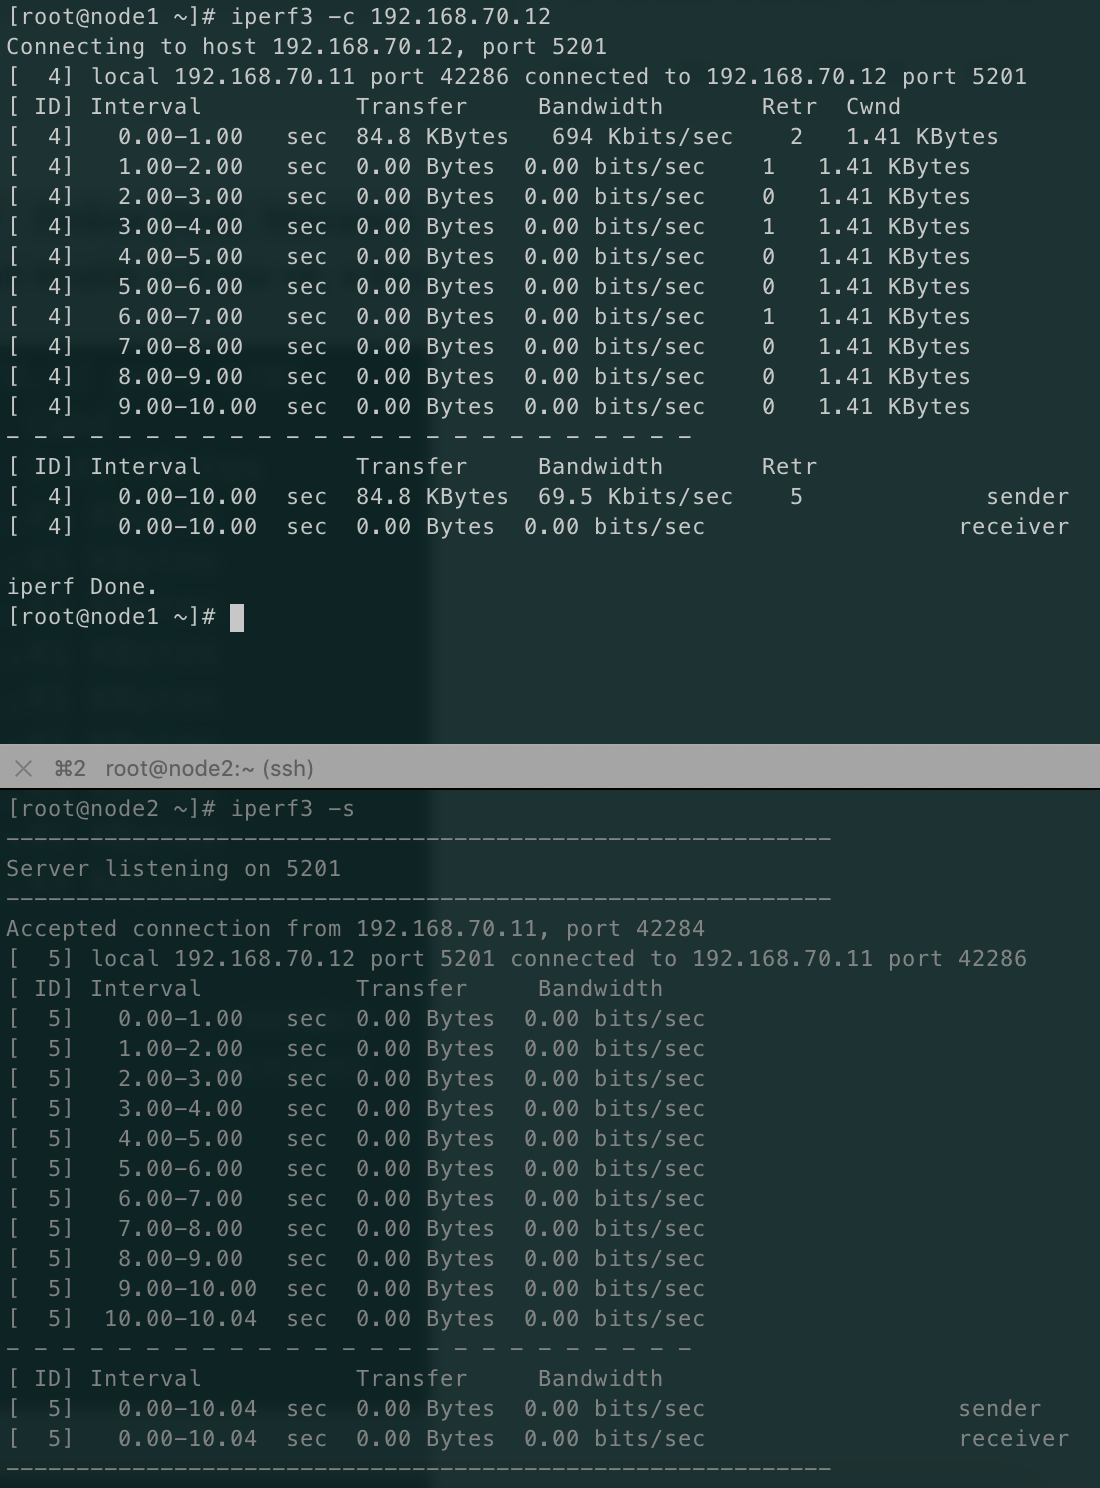 [root@node1 ~]# iperf3 -c 192.168.70.12
Connecting to host 192.168.70.12, port 5201
[  4] local 192.168.70.11 port 42286 connected to 192.168.70.12 port 5201
[ ID] Interval           Transfer     Bandwidth       Retr  Cwnd
[  4]   0.00-1.00   sec  84.8 KBytes   694 Kbits/sec    2   1.41 KBytes
[  4]   1.00-2.00   sec  0.00 Bytes  0.00 bits/sec    1   1.41 KBytes
[  4]   2.00-3.00   sec  0.00 Bytes  0.00 bits/sec    0   1.41 KBytes
[  4]   3.00-4.00   sec  0.00 Bytes  0.00 bits/sec    1   1.41 KBytes
[  4]   4.00-5.00   sec  0.00 Bytes  0.00 bits/sec    0   1.41 KBytes
[  4]   5.00-6.00   sec  0.00 Bytes  0.00 bits/sec    0   1.41 KBytes
[  4]   6.00-7.00   sec  0.00 Bytes  0.00 bits/sec    1   1.41 KBytes
[  4]   7.00-8.00   sec  0.00 Bytes  0.00 bits/sec    0   1.41 KBytes
[  4]   8.00-9.00   sec  0.00 Bytes  0.00 bits/sec    0   1.41 KBytes
[  4]   9.00-10.00  sec  0.00 Bytes  0.00 bits/sec    0   1.41 KBytes
- - - - - - - - - - - - - - - - - - - - - - - - -
[ ID] Interval           Transfer     Bandwidth       Retr
[  4]   0.00-10.00  sec  84.8 KBytes  69.5 Kbits/sec    5             sender
[  4]   0.00-10.00  sec  0.00 Bytes  0.00 bits/sec                  receiver

iperf Done.
[root@node1 ~]#
⌘2 root@node2:~ (ssh)
[root@node2 ~]# iperf3 -s
-----------------------------------------------------------
Server listening on 5201
-----------------------------------------------------------
Accepted connection from 192.168.70.11, port 42284
[  5] local 192.168.70.12 port 5201 connected to 192.168.70.11 port 42286
[ ID] Interval           Transfer     Bandwidth
[  5]   0.00-1.00   sec  0.00 Bytes  0.00 bits/sec
[  5]   1.00-2.00   sec  0.00 Bytes  0.00 bits/sec
[  5]   2.00-3.00   sec  0.00 Bytes  0.00 bits/sec
[  5]   3.00-4.00   sec  0.00 Bytes  0.00 bits/sec
[  5]   4.00-5.00   sec  0.00 Bytes  0.00 bits/sec
[  5]   5.00-6.00   sec  0.00 Bytes  0.00 bits/sec
[  5]   6.00-7.00   sec  0.00 Bytes  0.00 bits/sec
[  5]   7.00-8.00   sec  0.00 Bytes  0.00 bits/sec
[  5]   8.00-9.00   sec  0.00 Bytes  0.00 bits/sec
[  5]   9.00-10.00  sec  0.00 Bytes  0.00 bits/sec
[  5]  10.00-10.04  sec  0.00 Bytes  0.00 bits/sec
- - - - - - - - - - - - - - - - - - - - - - - - -
[ ID] Interval           Transfer     Bandwidth
[  5]   0.00-10.04  sec  0.00 Bytes  0.00 bits/sec                  sender
[  5]   0.00-10.04  sec  0.00 Bytes  0.00 bits/sec                  receiver
-----------------------------------------------------------